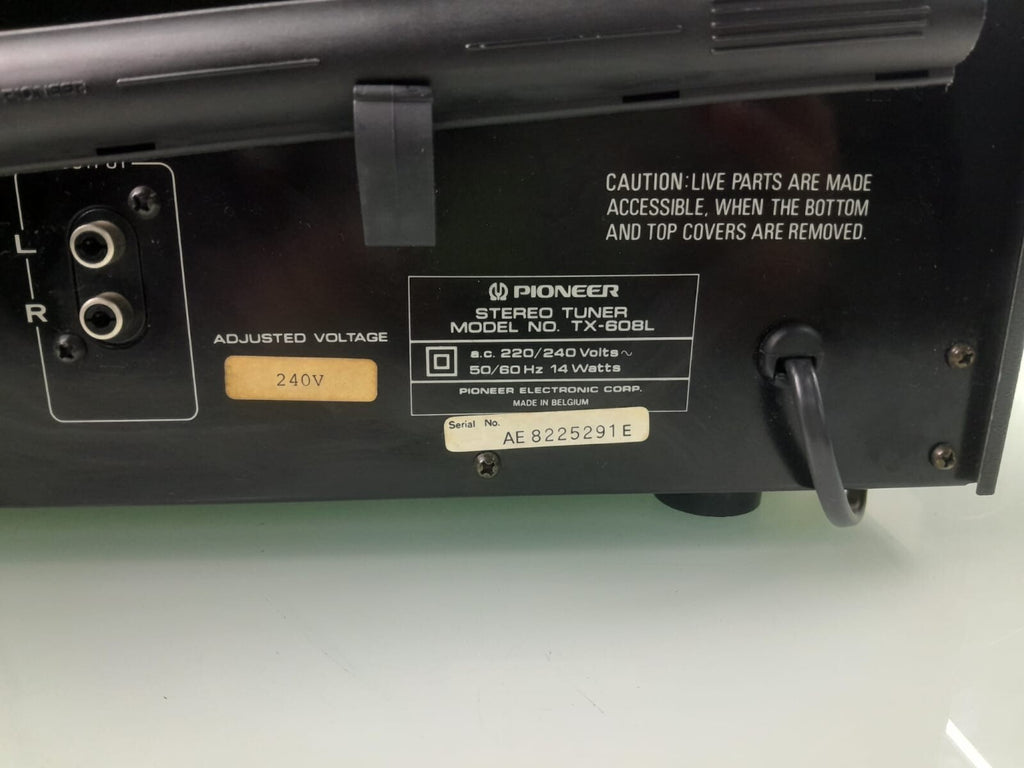 PIONEER
OUTPUT
L
R
CAUTION: LIVE PARTS ARE MADE
ACCESSIBLE, WHEN THE BOTTOM
AND TOP COVERS ARE REMOVED.
PIONEER
STEREO TUNER
MODEL NO. TX-608L
a.c. 220/240 Volts~
50/60 Hz 14 Watts
PIONEER ELECTRONIC CORP.
MADE IN BELGIUM
ADJUSTED VOLTAGE
240V
Serial No.
AE 8225291E